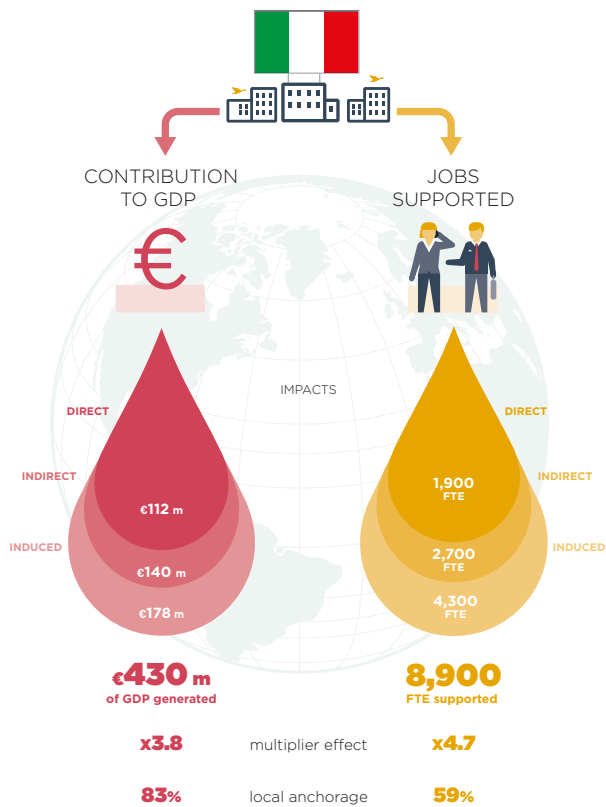 CONTRIBUTION
TO GDP
JOBS
SUPPORTED
€
IMPACTS
DIRECT
DIRECT
INDIRECT
1,900
FTE
INDIRECT
€112 m
INDUCED
2,700
FTE
INDUCED
€140 m
4,300
FTE
€178 m
€430 m
of GDP generated
8,900
FTE supported
x3.8
multiplier effect
x4.7
83%
local anchorage
59%